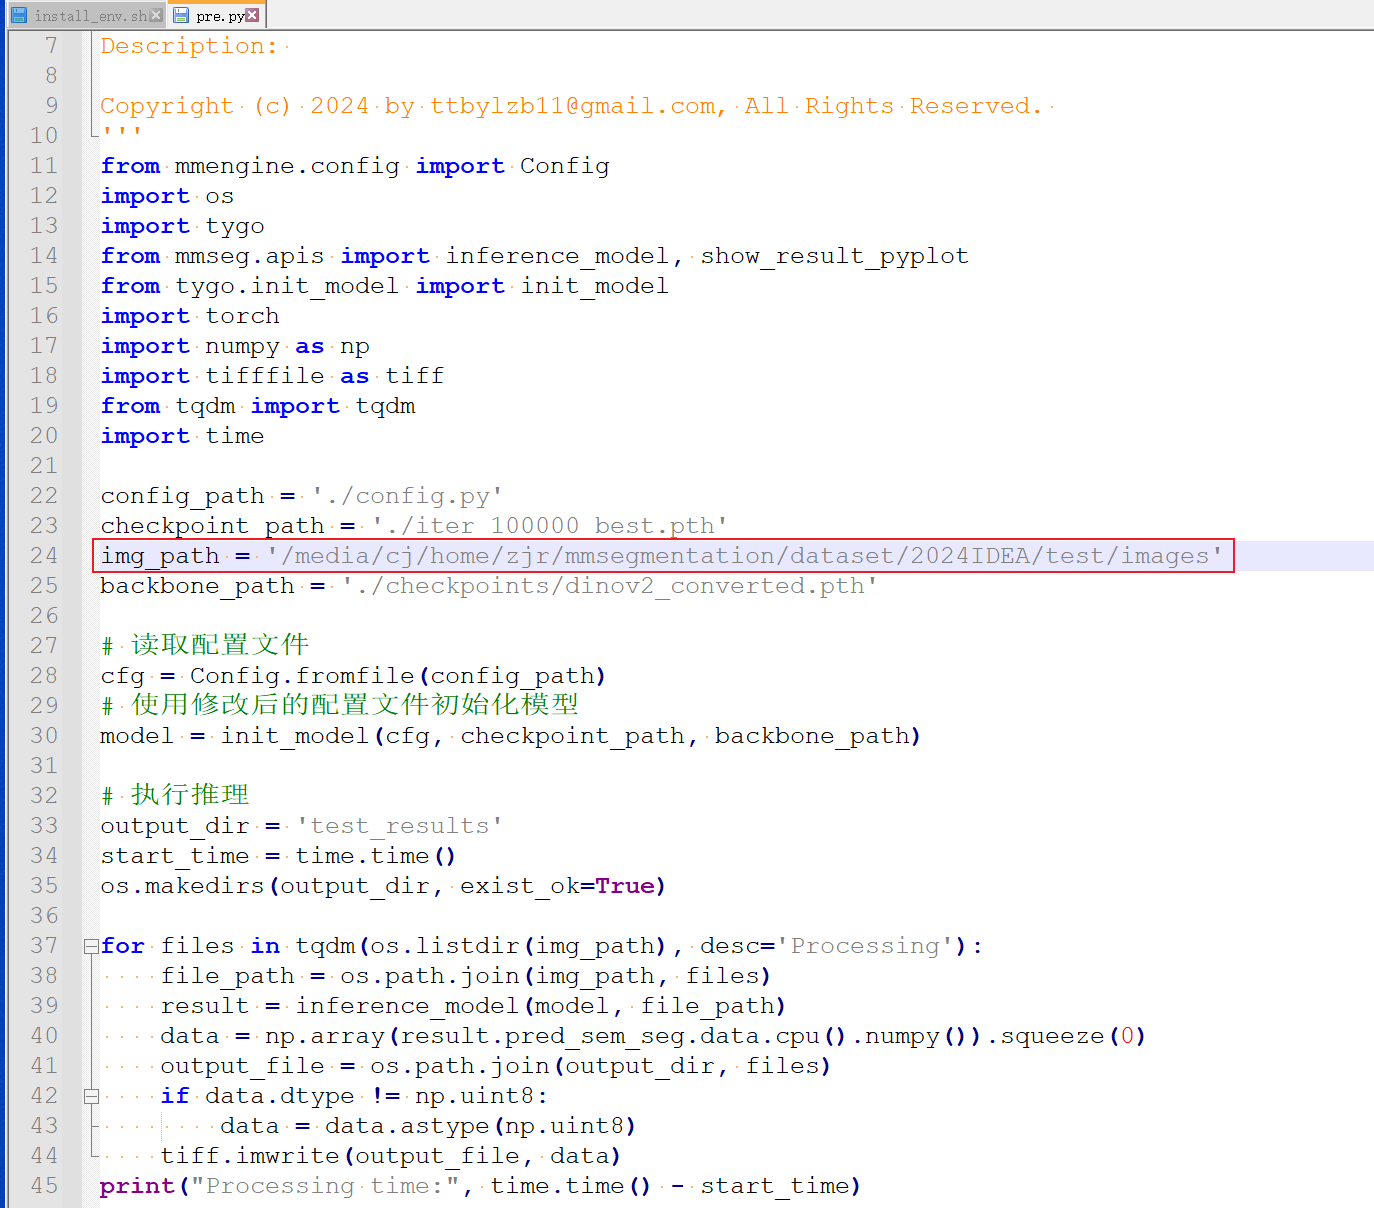 install_env.sh pre.py
7 Description:
8
9 Copyright (c) 2024 by ttbylzb11@gmail.com, All Rights Reserved.
10 '''
11 from mmengine.config import Config
12 import os
13 import tygo
14 from mmseg.apis import inference_model, show_result_pyplot
15 from tygo.init_model import init_model
16 import torch
17 import numpy as np
18 import tifffile as tiff
19 from tqdm import tqdm
20 import time
21
22 config_path = './config.py'
23 checkpoint_path = './iter_100000_best.pth'
24 img_path = '/media/cj/home/zjr/mmsegmentation/dataset/2024IDEA/test/images'
25 backbone_path = './checkpoints/dinov2_converted.pth'
26
27 # 读取配置文件
28 cfg = Config.fromfile(config_path)
29 # 使用修改后的配置文件初始化模型
30 model = init_model(cfg, checkpoint_path, backbone_path)
31
32 # 执行推理
33 output_dir = 'test_results'
34 start_time = time.time()
35 os.makedirs(output_dir, exist_ok=True)
36
37 for files in tqdm(os.listdir(img_path), desc='Processing'):
38     file_path = os.path.join(img_path, files)
39     result = inference_model(model, file_path)
40     data = np.array(result.pred_sem_seg.data.cpu().numpy()).squeeze(0)
41     output_file = os.path.join(output_dir, files)
42     if data.dtype != np.uint8:
43         data = data.astype(np.uint8)
44     tiff.imwrite(output_file, data)
45 print("Processing time:", time.time() - start_time)